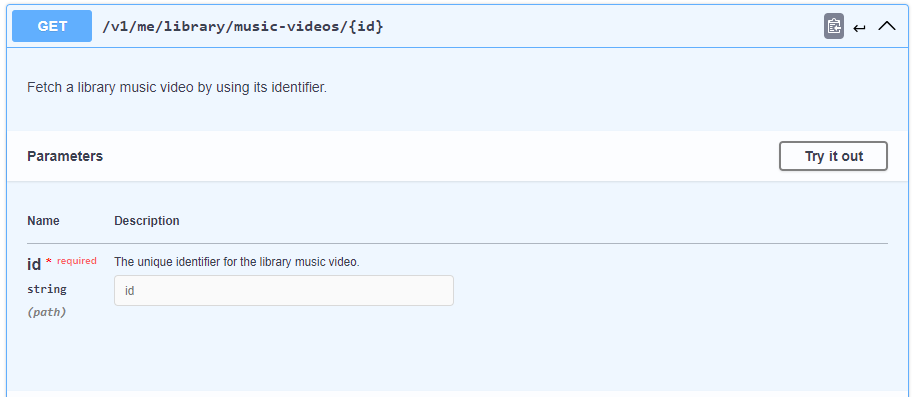 GET /v1/me/library/music-videos/{id}
Fetch a library music video by using its identifier.
Parameters Try it out
Name Description
id * required The unique identifier for the library music video.
string id
(path)